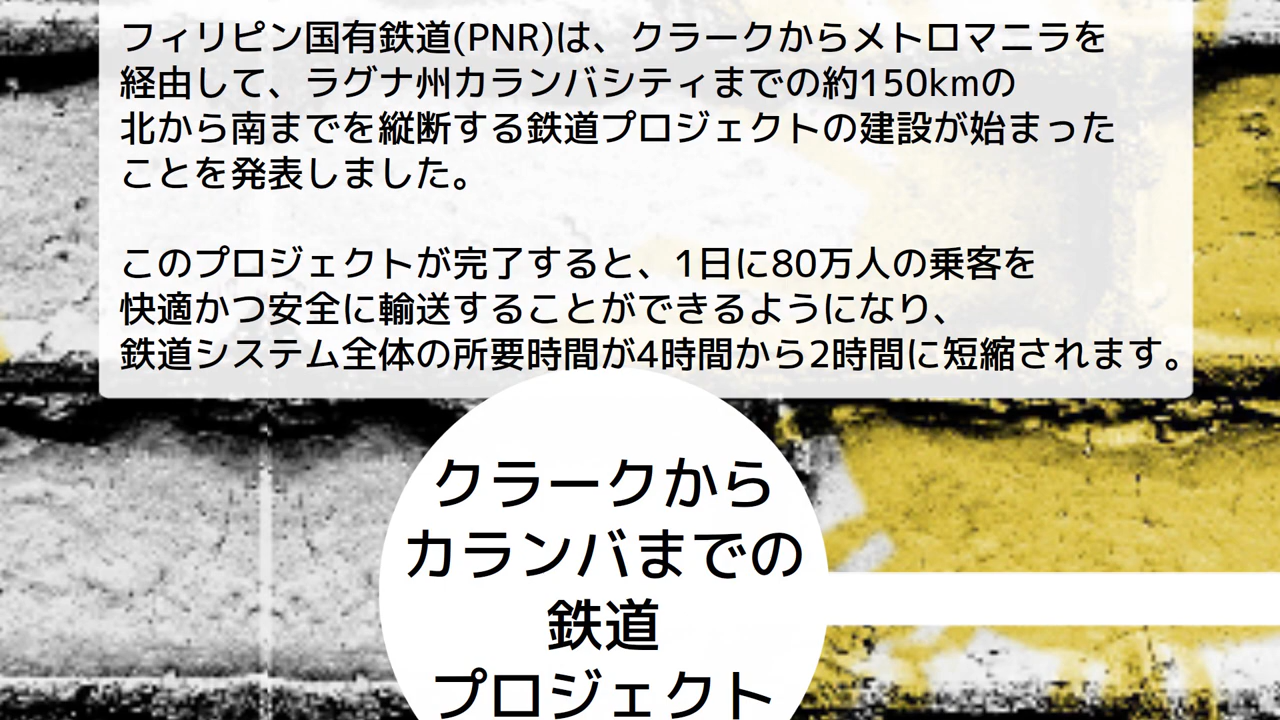 フィリピン国有鉄道(PNR)は、クラークからメトロマニラを
経由して、ラグナ州カランバシティまでの約150kmの
北から南までを縦断する鉄道プロジェクトの建設が始まった
ことを発表しました。
このプロジェクトが完了すると、1日に80万人の乗客を
快適かつ安全に輸送することができるようになり、
鉄道システム全体の所要時間が4時間から2時間に短縮されます。
クラークから
カランバまでの
鉄道
プロジェクト